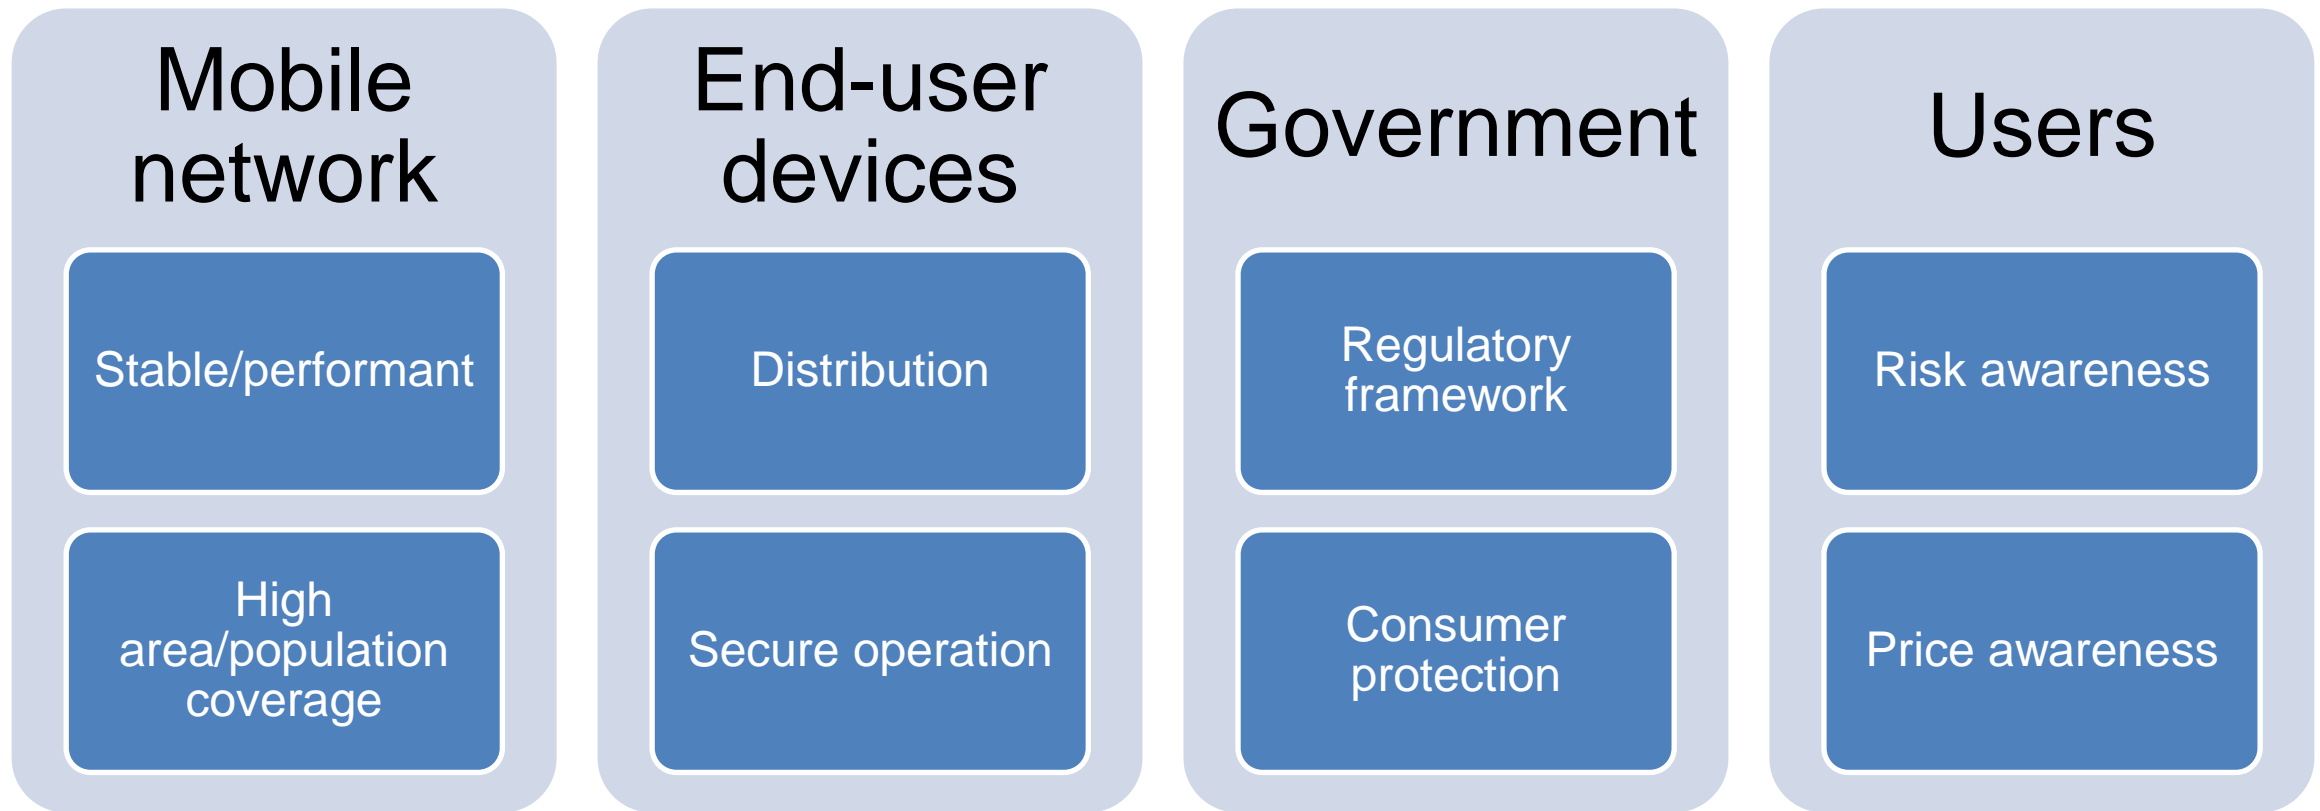 Mobile
network
Stable/performant
High
area/population
coverage
End-user
devices
Distribution
Secure operation
Government
Regulatory
framework
Consumer
protection
Users
Risk awareness
Price awareness